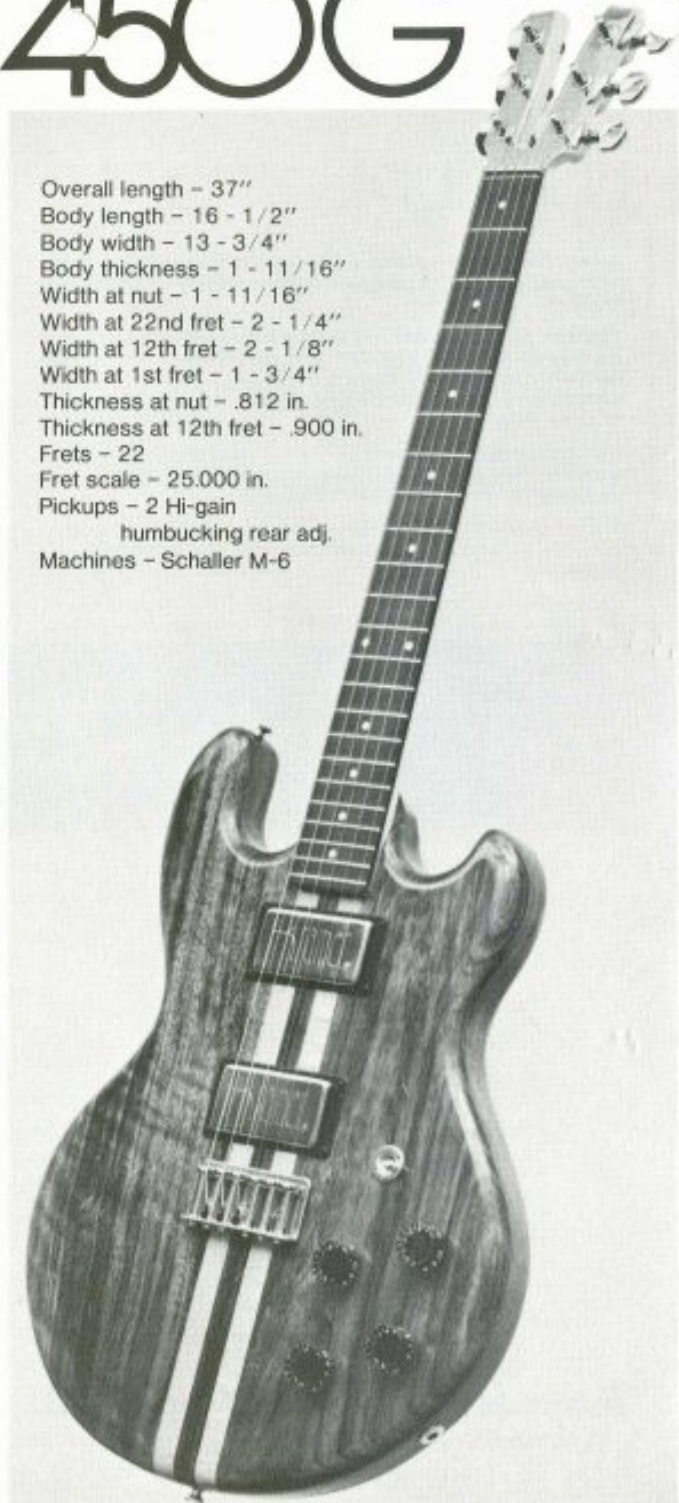 450G
Overall length – 37"
Body length – 16 - 1/2"
Body width – 13 - 3/4"
Body thickness – 1 - 11/16"
Width at nut – 1 - 11/16"
Width at 22nd fret – 2 - 1/4"
Width at 12th fret – 2 - 1/8"
Width at 1st fret – 1 - 3/4"
Thickness at nut – .812 in.
Thickness at 12th fret – .900 in.
Frets – 22
Fret scale – 25.000 in.
Pickups – 2 Hi-gain
humbucking rear adj.
Machines – Schaller M-6